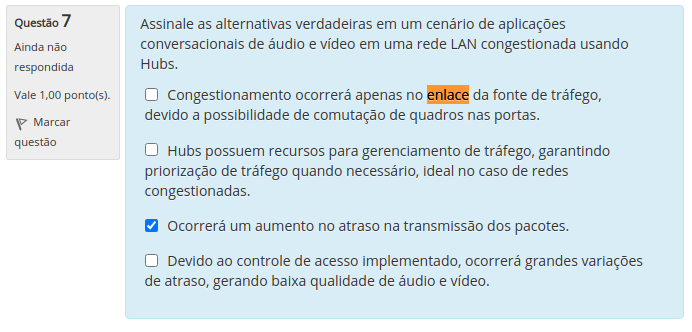 Questão 7
Ainda não
respondida
Vale 1,00 ponto(s).
Marcar
questão
Assinale as alternativas verdadeiras em um cenário de aplicações
conversacionais de áudio e vídeo em uma rede LAN congestionada usando
Hubs.
Congestionamento ocorrerá apenas no enlace da fonte de tráfego,
devido a possibilidade de comutação de quadros nas portas.
Hubs possuem recursos para gerenciamento de tráfego, garantindo
priorização de tráfego quando necessário, ideal no caso de redes
congestionadas.
Ocorrerá um aumento no atraso na transmissão dos pacotes.
Devido ao controle de acesso implementado, ocorrerá grandes variações
de atraso, gerando baixa qualidade de áudio e vídeo.